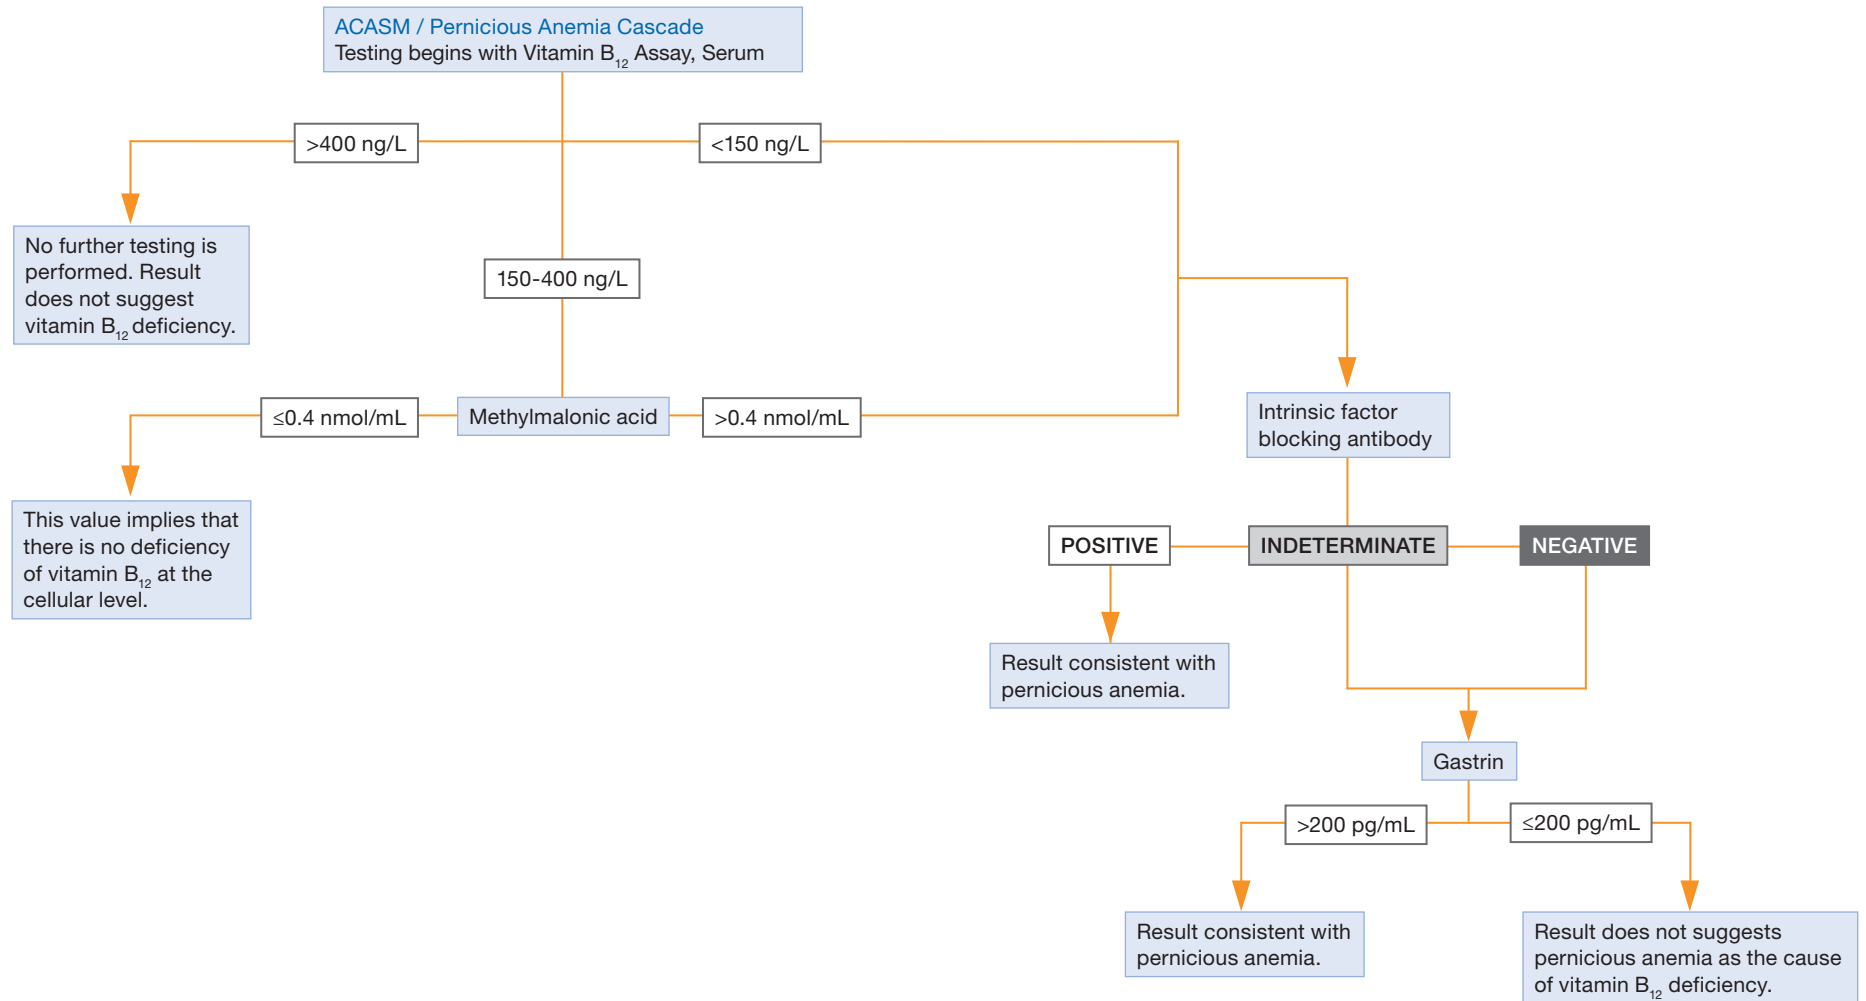 ACASM / Pernicious Anemia Cascade
Testing begins with Vitamin B12 Assay, Serum
>400 ng/L
<150 ng/L
No further testing is
performed. Result
does not suggest
vitamin B12 deficiency.
150-400 ng/L
≤0.4 nmol/mL
Methylmalonic acid
>0.4 nmol/mL
Intrinsic factor
blocking antibody
This value implies that
there is no deficiency
of vitamin B12 at the
cellular level.
POSITIVE
INDETERMINATE
NEGATIVE
Result consistent with
pernicious anemia.
Gastrin
>200 pg/mL
≤200 pg/mL
Result consistent with
pernicious anemia.
Result does not suggests
pernicious anemia as the cause
of vitamin B12 deficiency.